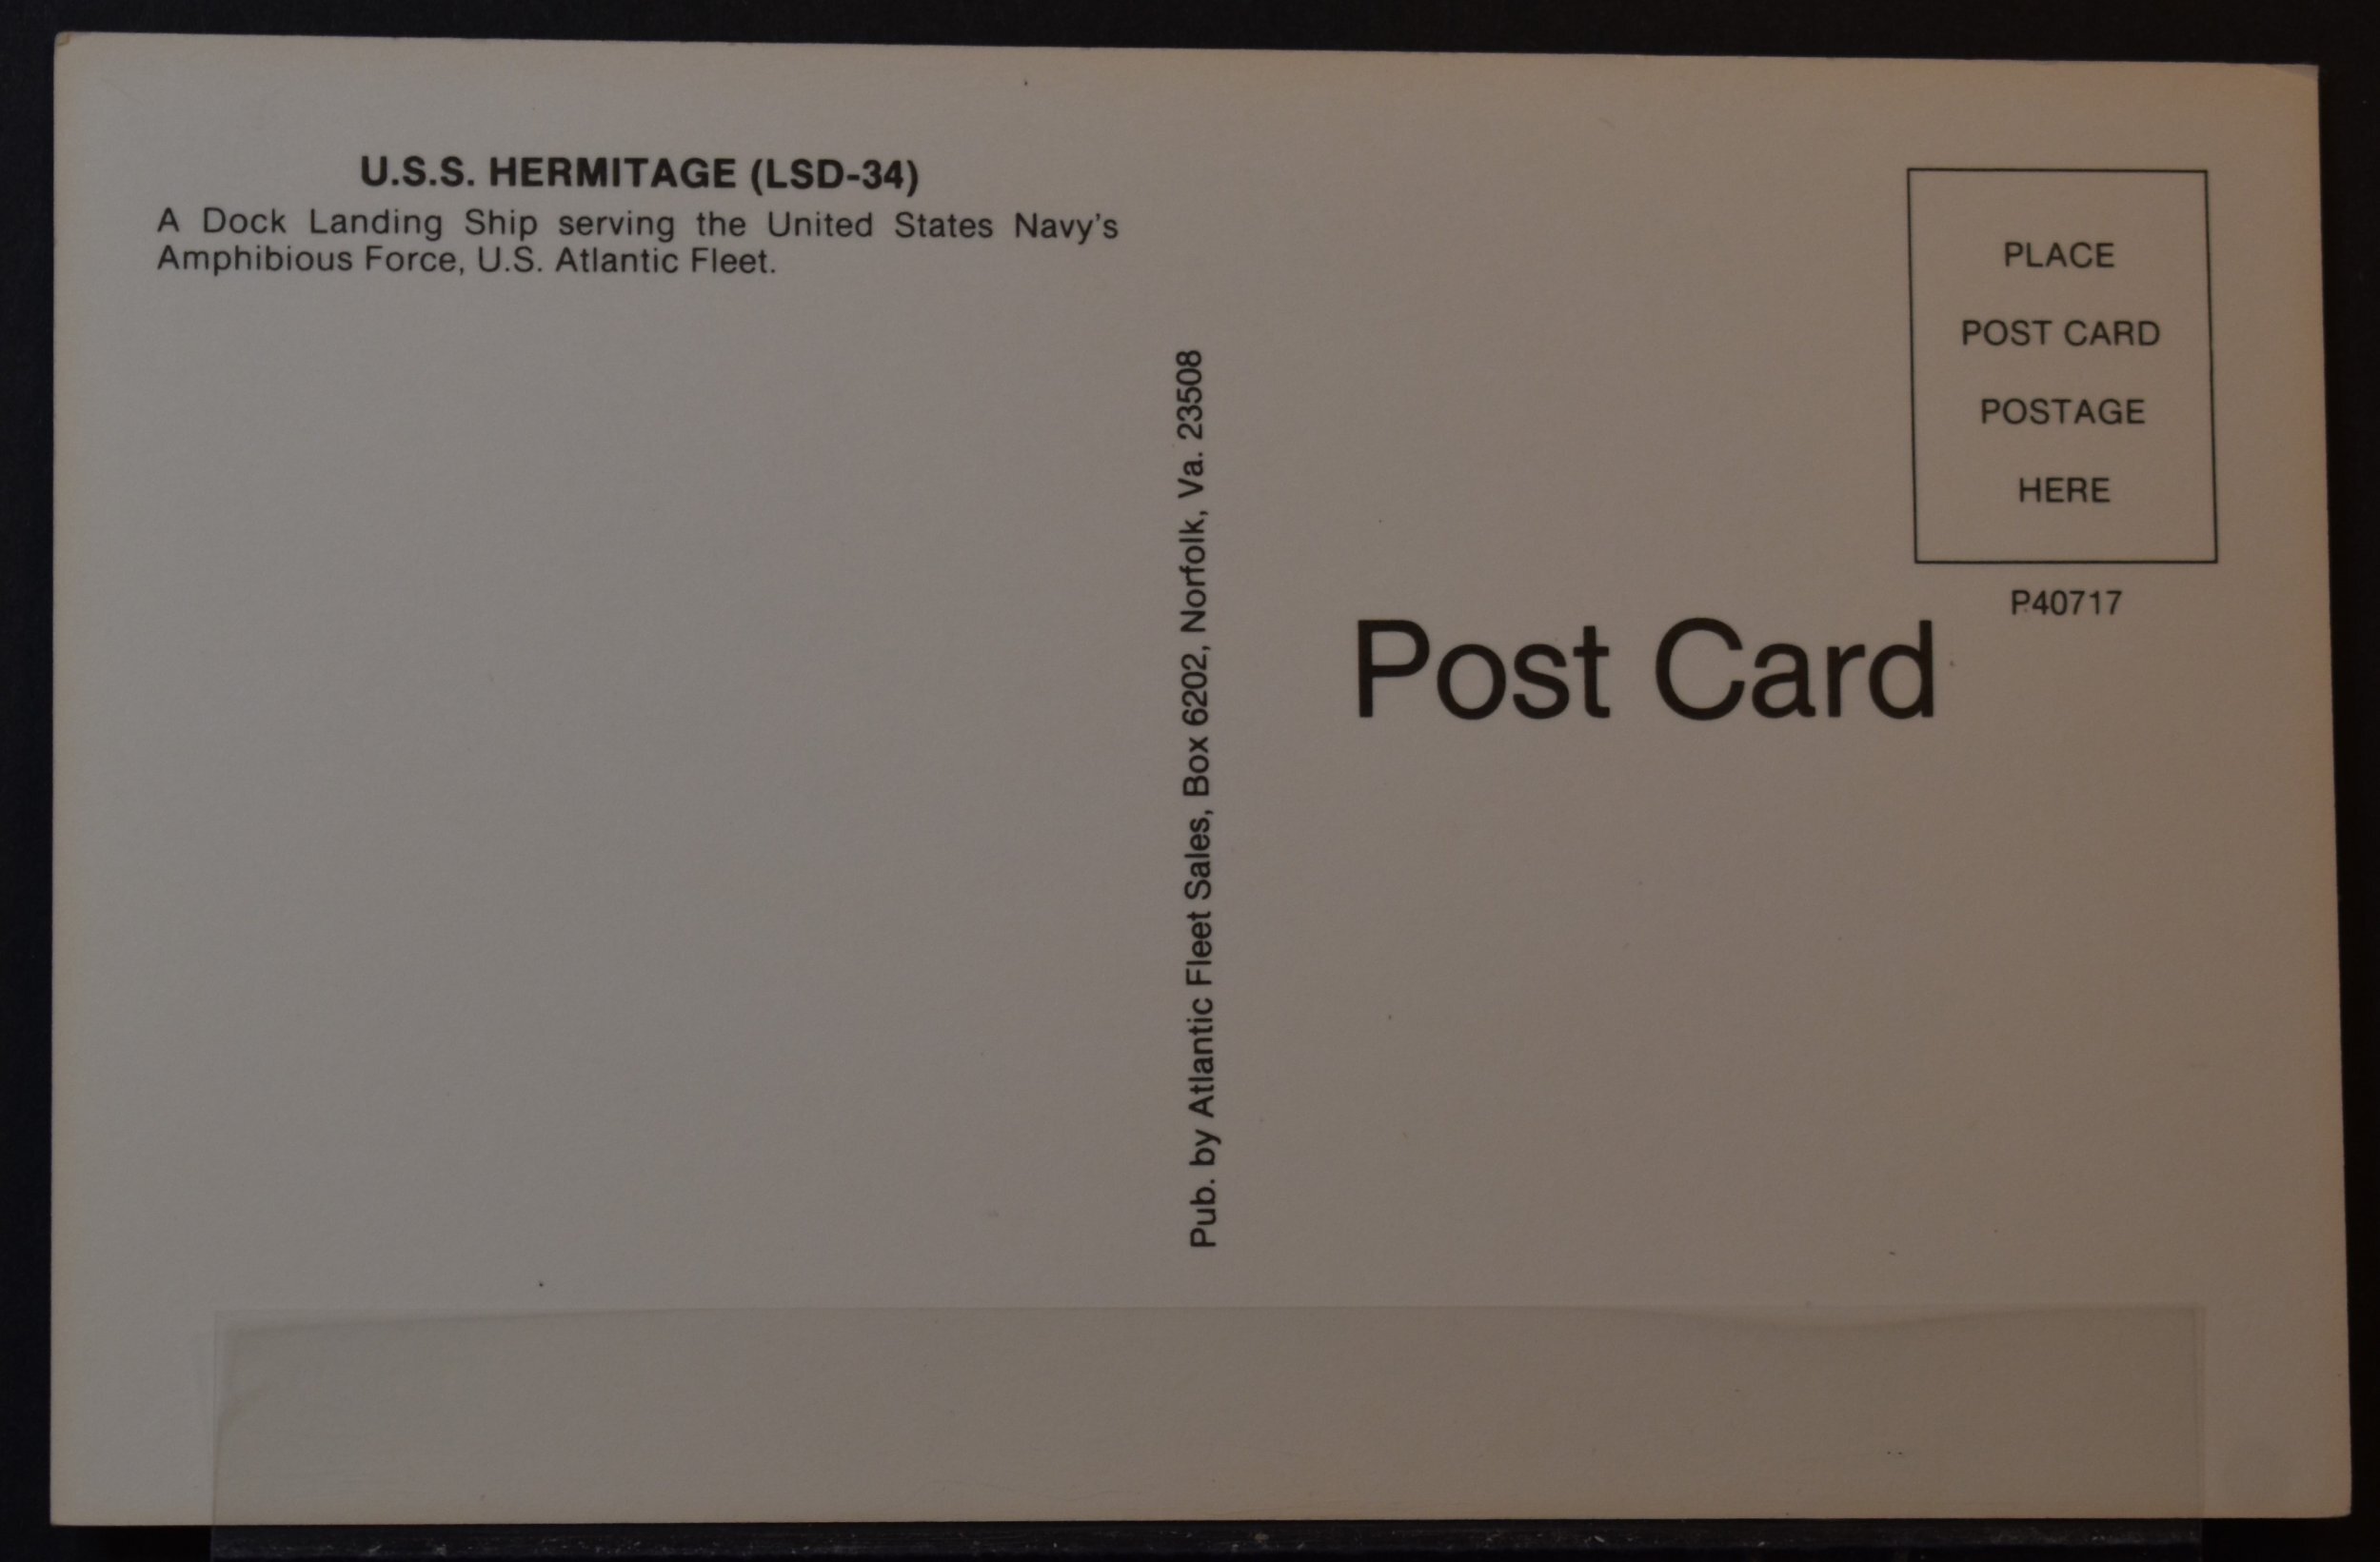 U.S.S. HERMITAGE (LSD-34)
A Dock Landing Ship serving the United States Navy's
Amphibious Force, U.S. Atlantic Fleet.
Pub. by Atlantic Fleet Sales, Box 6202, Norfolk, Va. 23508
PLACE
POST CARD
POSTAGE
HERE
P40717
Post Card